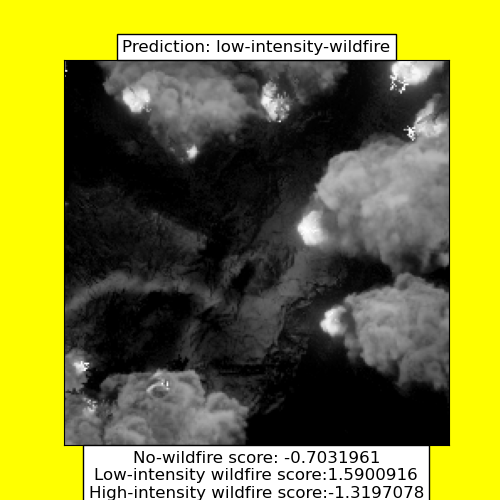 Prediction: low-intensity-wildfire
No-wildfire score: -0.7031961
Low-intensity wildfire score:1.5900916
High-intensity wildfire score:-1.3197078